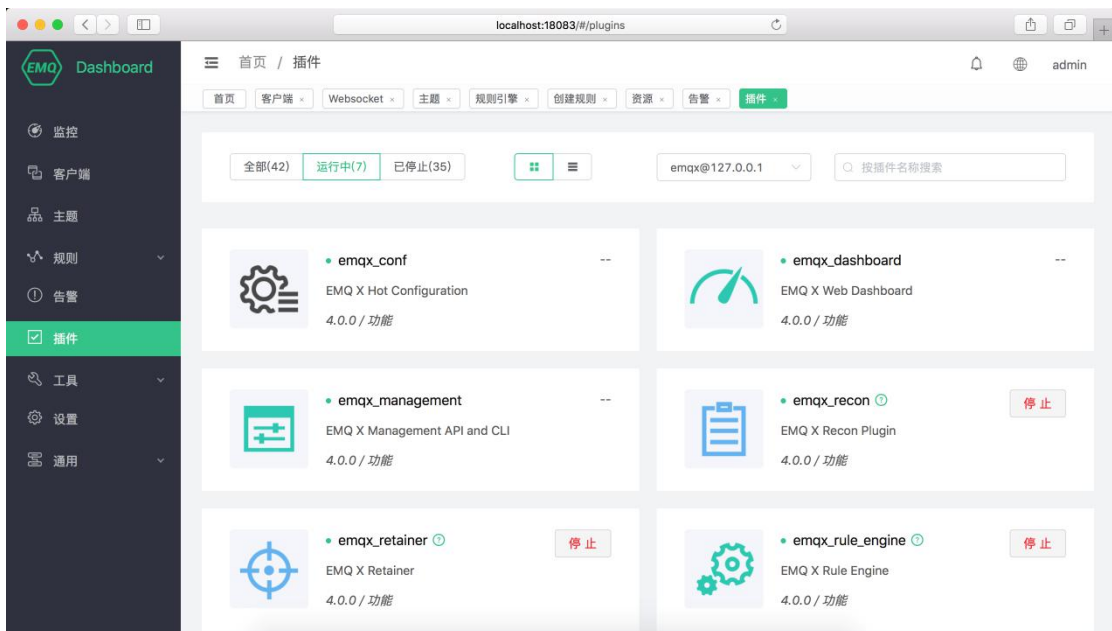 localhost:18083/#/plugins
EMQ Dashboard
首页 / 插件
admin
首页 客户端 × Websocket × 主题 × 规则引擎 × 创建规则 × 资源 × 告警 × 插件 ×
监控
客户端
主题
规则
告警
插件
工具
设置
通用
全部(42) 运行中(7) 已停止(35) emqx@127.0.0.1 按插件名称搜索
emqx_conf --
EMQ X Hot Configuration
4.0.0 / 功能
emqx_dashboard --
EMQ X Web Dashboard
4.0.0 / 功能
emqx_management --
EMQ X Management API and CLI
4.0.0 / 功能
emqx_recon 停止
EMQ X Recon Plugin
4.0.0 / 功能
emqx_retainer 停止
EMQ X Retainer
4.0.0 / 功能
emqx_rule_engine 停止
EMQ X Rule Engine
4.0.0 / 功能